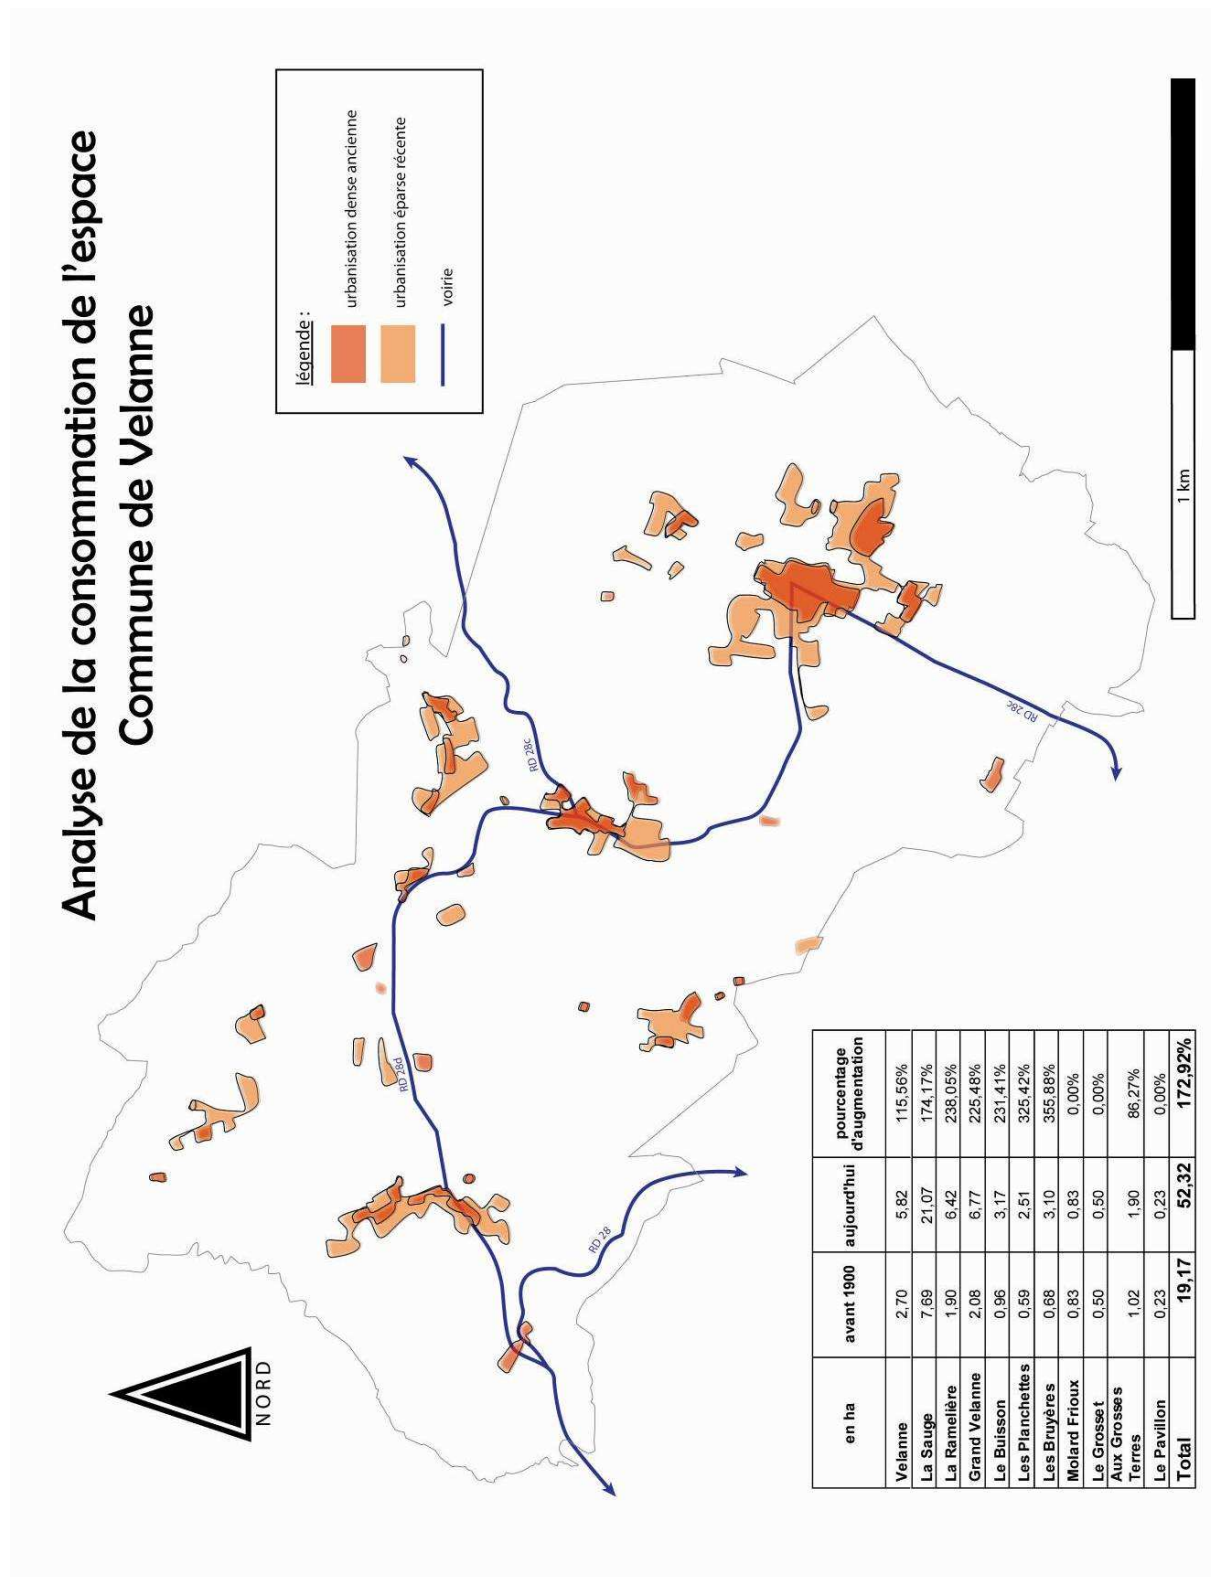 Analyse de la consommation de l'espace
Commune de Velanne
légende :
urbanisation dense ancienne
urbanisation éparse récente
voirie
NORD
RD 28d
RD 28c
RD 28
RD 28c
1 km
en ha avant 1900 aujourd'hui pourcentage
d'augmentation
Velanne 2,70 5,82 115,56%
La Sauge 7,69 21,07 174,17%
La Ramelière 1,90 6,42 238,05%
Grand Velanne 2,08 6,77 225,48%
Le Buisson 0,96 3,17 231,41%
Les Planchettes 0,59 2,51 325,42%
Les Bruyères 0,68 3,10 355,88%
Molard Frioux 0,83 0,83 0,00%
Le Grosset 0,50 0,50 0,00%
Aux Grosses
Terres 1,02 1,90 86,27%
Le Pavillon 0,23 0,23 0,00%
Total 19,17 52,32 172,92%